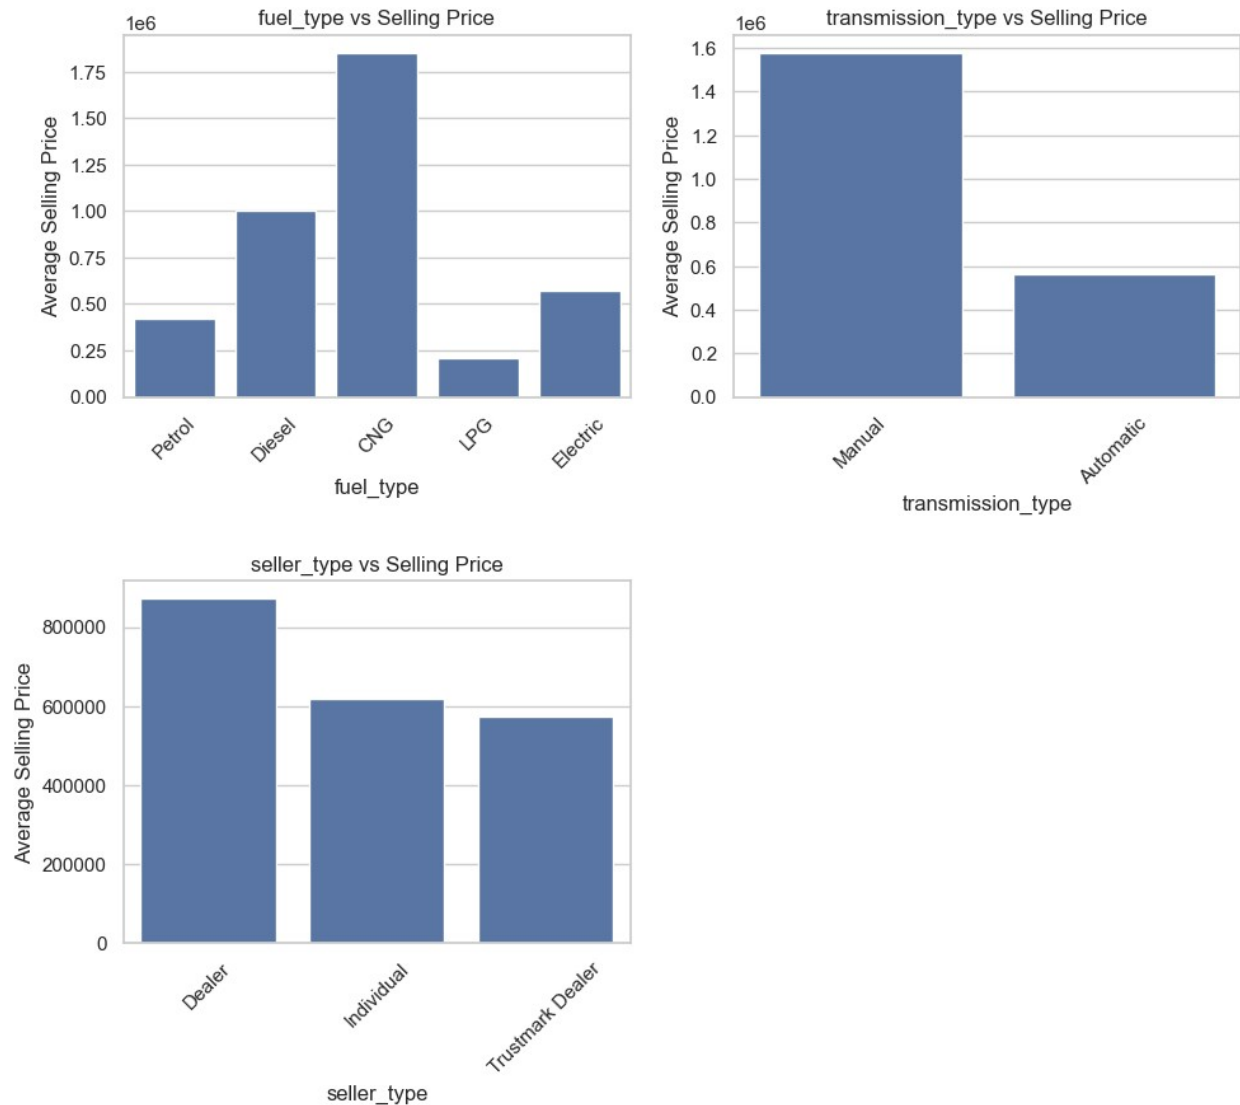 fuel_type vs Selling Price
1e6
1.75
1.50
1.25
1.00
0.75
0.50
0.25
0.00
Average Selling Price
Petrol
Diesel
CNG
LPG
Electric
fuel_type
transmission_type vs Selling Price
1e6
1.6
1.4
1.2
1.0
0.8
0.6
0.4
0.2
0.0
Average Selling Price
Manual
Automatic
transmission_type
seller_type vs Selling Price
800000
600000
400000
200000
0
Average Selling Price
Dealer
Individual
Trustmark Dealer
seller_type